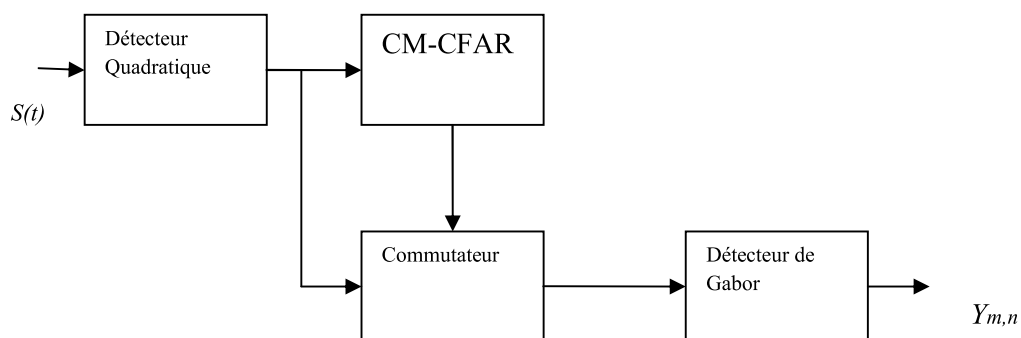 Détecteur
Quadratique
CM-CFAR
S(t)
Commutateur
Détecteur de
Gabor
Ym,n